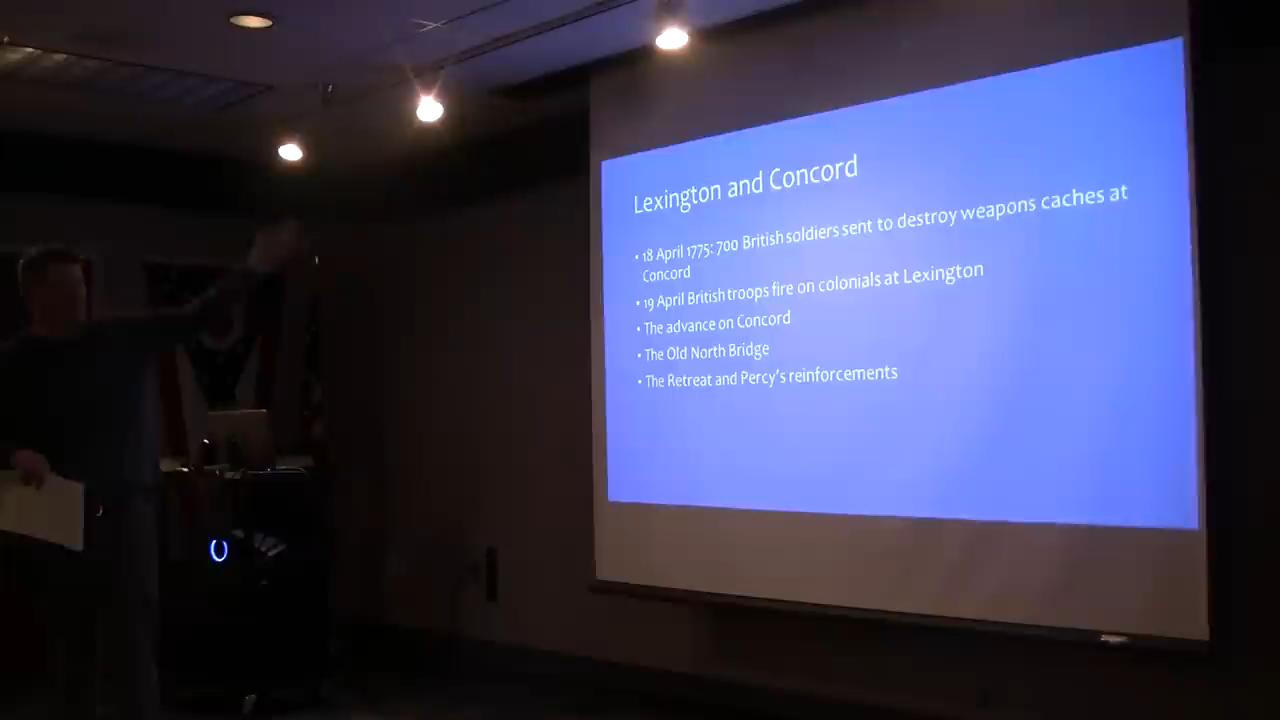 Lexington and Concord
• 18 April 1775: 700 British soldiers sent to destroy weapons caches at
Concord
• 19 April British troops fire on colonials at Lexington
• The advance on Concord
• The Old North Bridge
• The Retreat and Percy's reinforcements